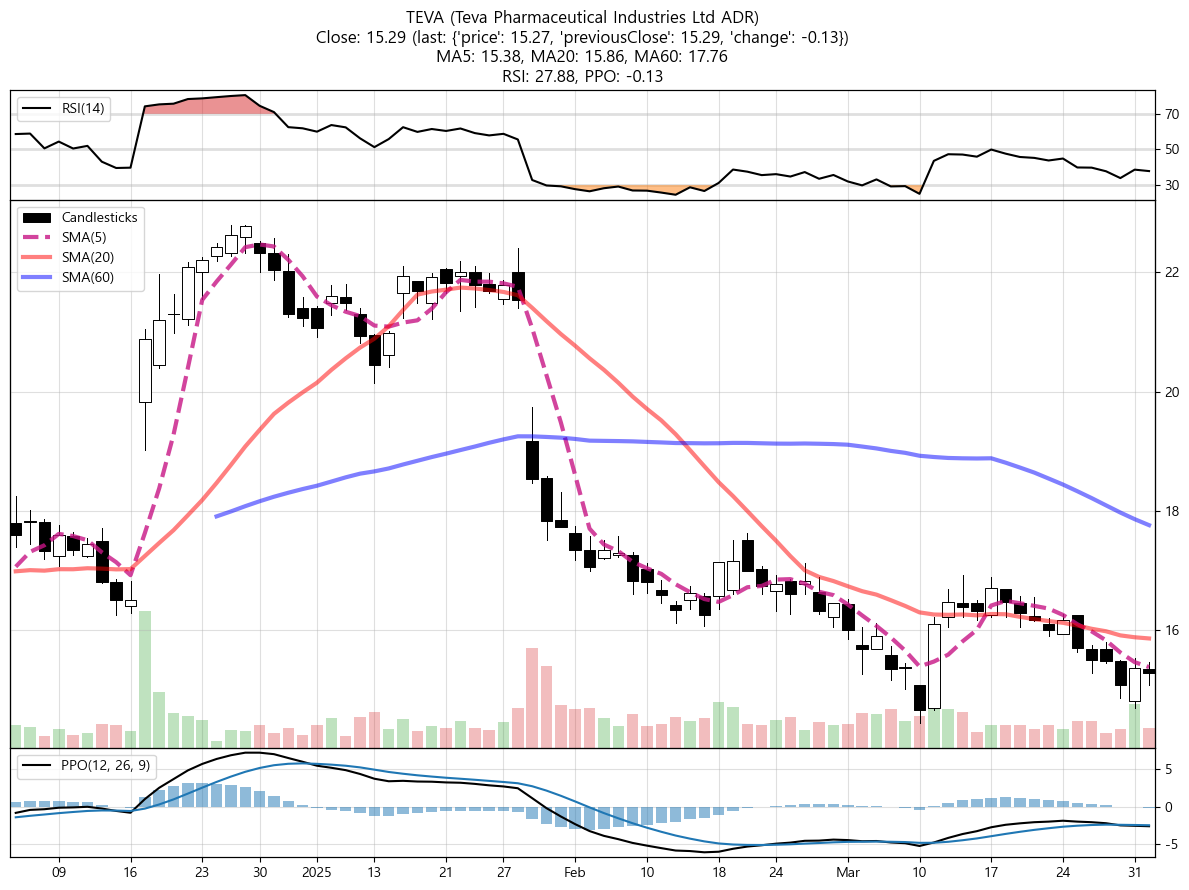 TEVA (Teva Pharmaceutical Industries Ltd ADR)
Close: 15.29 (last: {'price': 15.27, 'previousClose': 15.29, 'change': -0.13})
MA5: 15.38, MA20: 15.86, MA60: 17.76
RSI: 27.88, PPO: -0.13
RSI(14)
70
50
30
Candlesticks
SMA(5)
SMA(20)
SMA(60)
22
20
18
16
PPO(12, 26, 9)
5
0
-5
09 16 23 30 2025 13 21 27 Feb 10 18 24 Mar 10 17 24 31